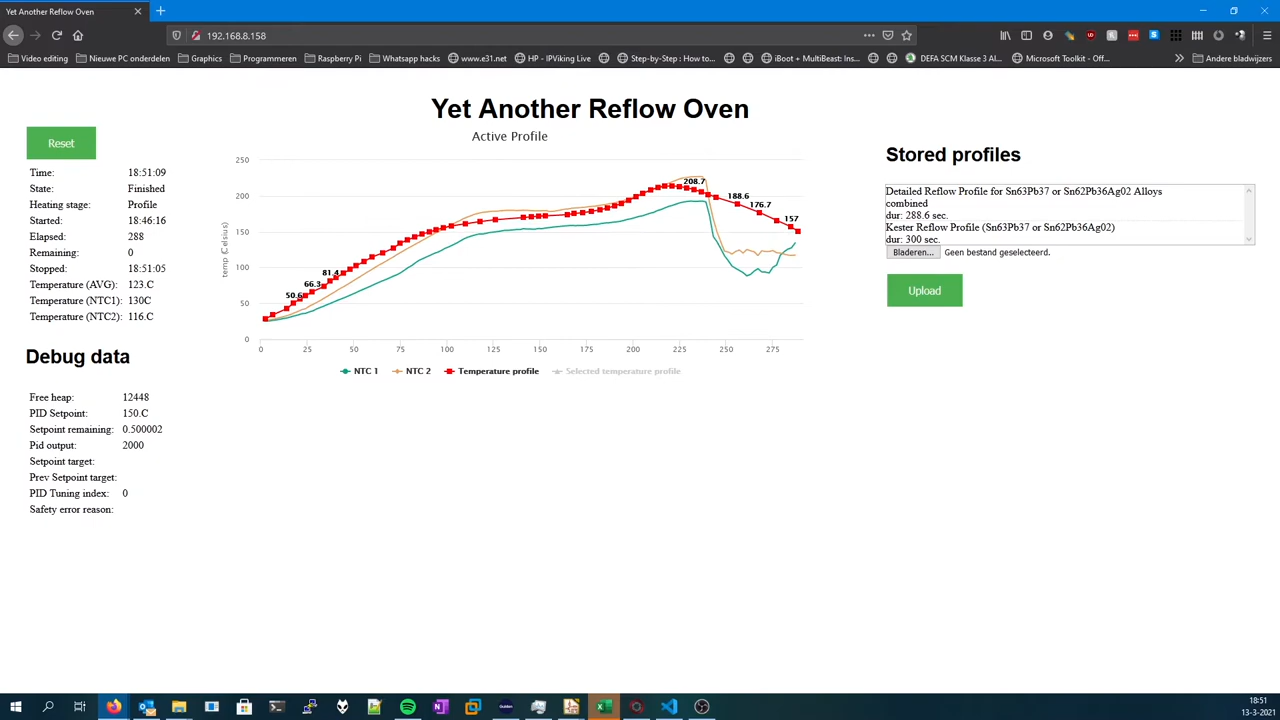 Yet Another Reflow Oven
192.168.8.158
Video editing
Nieuwe PC onderdelen
Graphics
Programmeren
Raspberry Pi
Whatsapp hacks
www.e31.net
HP - IPViking Live
Step-by-Step : How to...
iBoot + MultiBeast: Ins...
DEFA SCM Klasse 3 Al...
Microsoft Toolkit - Off...
Andere bladwijzers
Yet Another Reflow Oven
Reset
Time: 18:51:09
State: Finished
Heating stage: Profile
Started: 18:46:16
Elapsed: 288
Remaining: 0
Stopped: 18:51:05
Temperature (AVG): 123.C
Temperature (NTC1): 130C
Temperature (NTC2): 116.C
Debug data
Free heap: 12448
PID Setpoint: 150.C
Setpoint remaining: 0.500002
Pid output: 2000
Setpoint target:
Prev Setpoint target:
PID Tuning index: 0
Safety error reason:
Active Profile
temp (Celsius)
250
200
150
100
50
0
50.6
66.3
81.4
208.7
188.6
176.7
157
0 25 50 75 100 125 150 175 200 225 250 275
NTC 1 NTC 2 Temperature profile Selected temperature profile
Stored profiles
Detailed Reflow Profile for Sn63Pb37 or Sn62Pb36Ag02 Alloys
combined
dur: 288.6 sec.
Kester Reflow Profile (Sn63Pb37 or Sn62Pb36Ag02)
dur: 300 sec.
Bladeren... Geen bestand geselecteerd.
Upload
18:51
13-3-2021